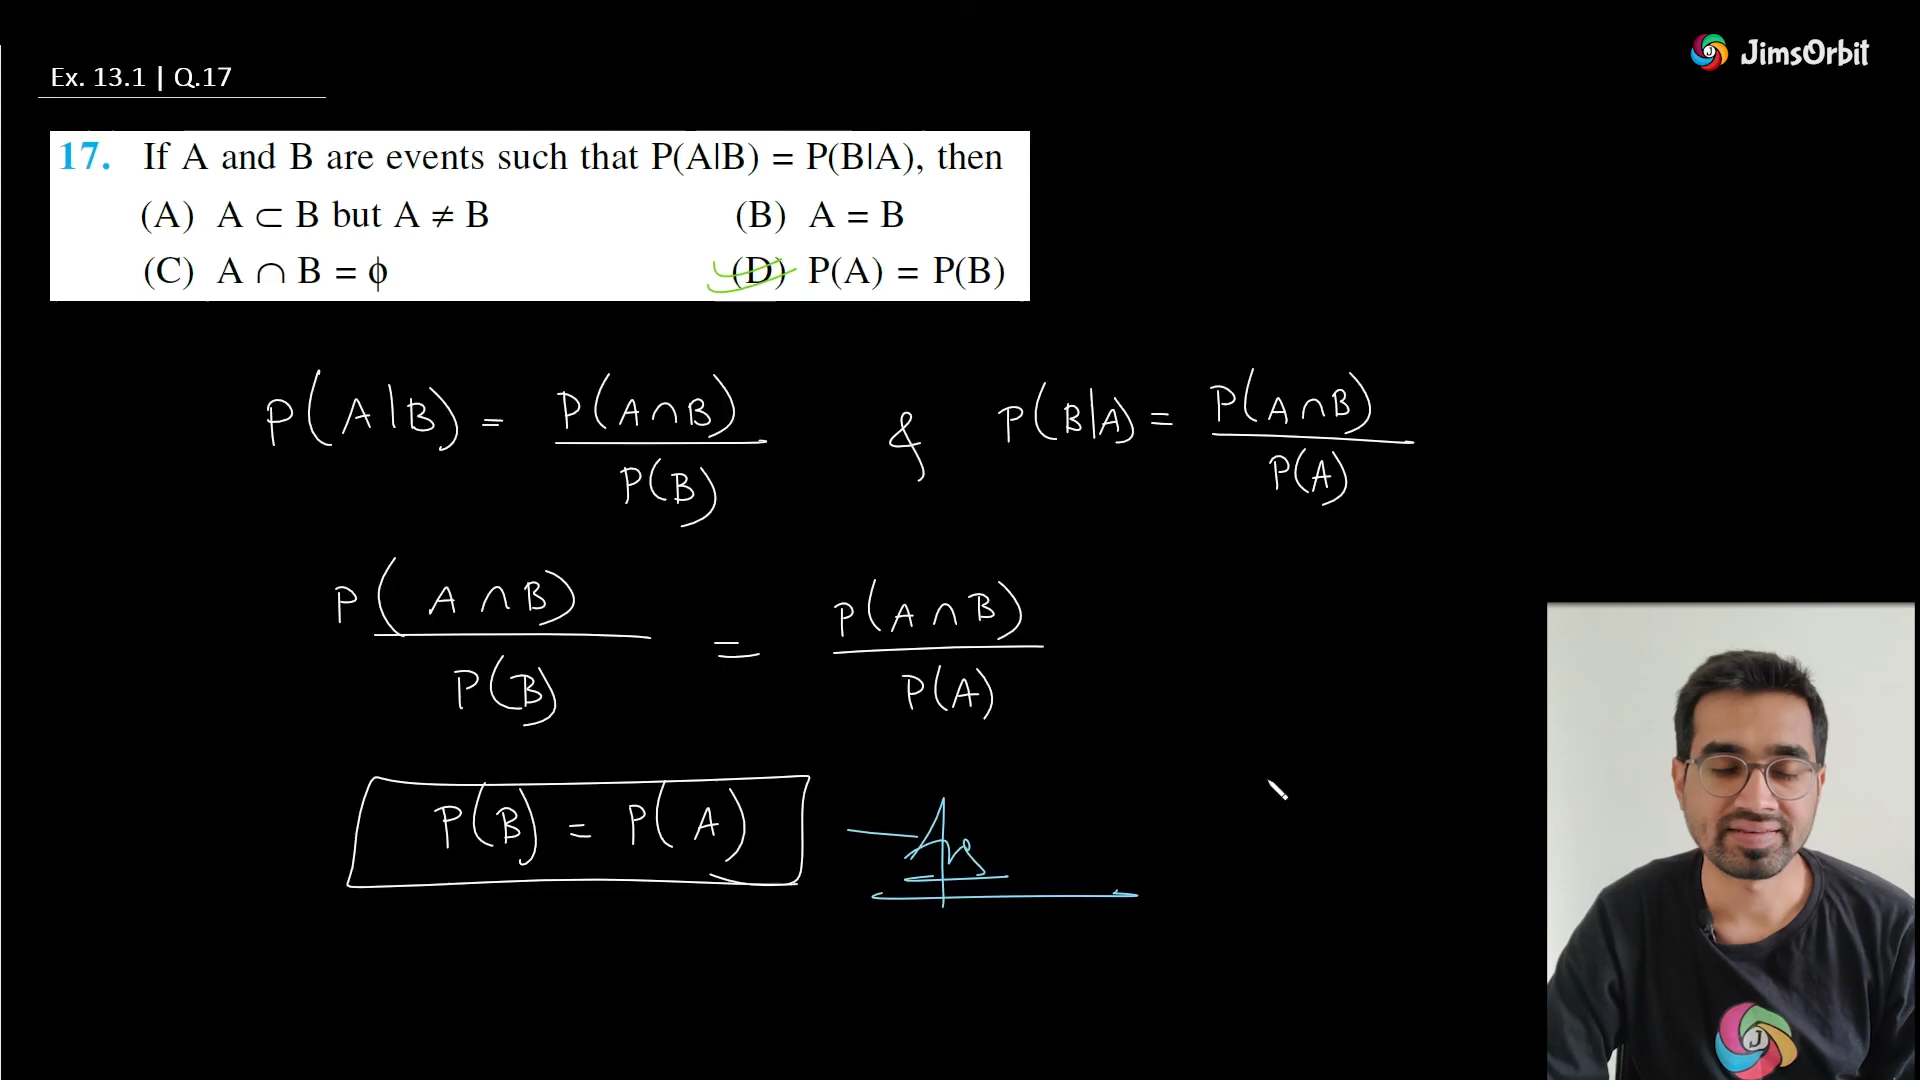 JimsOrbit
Ex. 13.1 | Q.17
17. If A and B are events such that P(A|B) = P(B|A), then
(A) A ⊂ B but A ≠ B (B) A = B
(C) A ∩ B = ϕ (D) P(A) = P(B)
P(A|B) = P(A∩B)/P(B) & P(B|A) = P(A∩B)/P(A)
P(A∩B)/P(B) = P(A∩B)/P(A)
P(B) = P(A) Ans
J